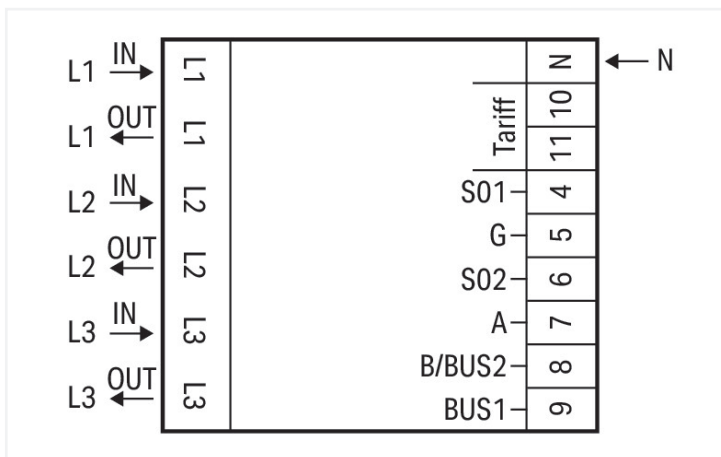 L1 IN L1
L1 OUT L1
L2 IN L2
L2 OUT L2
L3 IN L3
L3 OUT L3
N N
Tariff 10
11
S01 4
G 5
S02 6
A 7
B/BUS2 8
BUS1 9